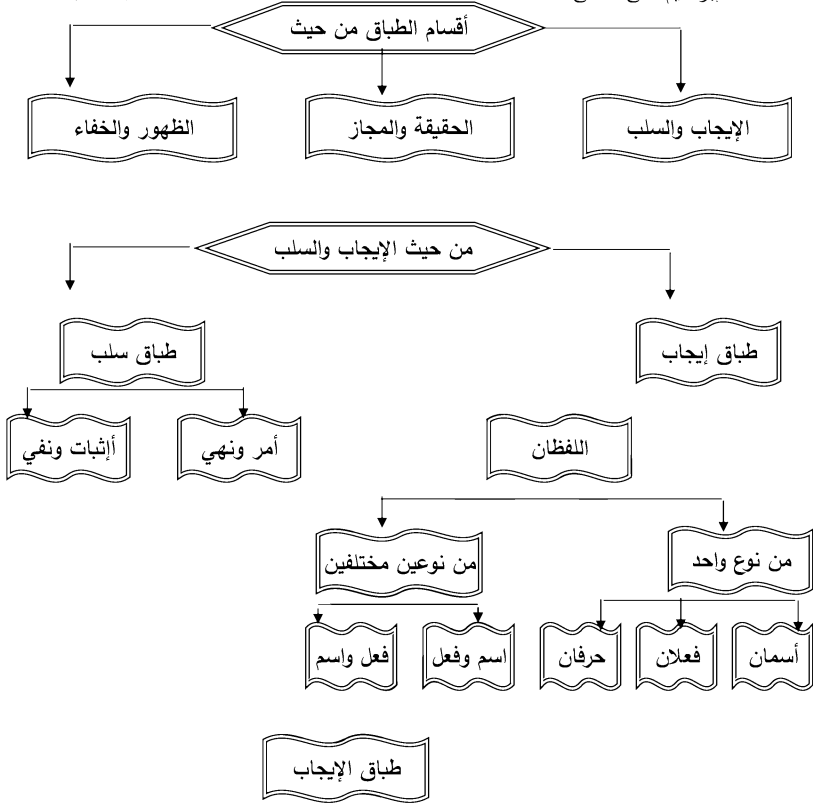 أقسام الطباق من حيث
الإيجاب والسلب
الحقيقة والمجاز
الظهور والخفاء
من حيث الإيجاب والسلب
طباق إيجاب
طباق سلب
اللفظان
أمر ونهي
أإثبات ونفي
من نوع واحد
من نوعين مختلفين
أسمان
فعلان
حرفان
اسم وفعل
فعل واسم
طباق الإيجاب